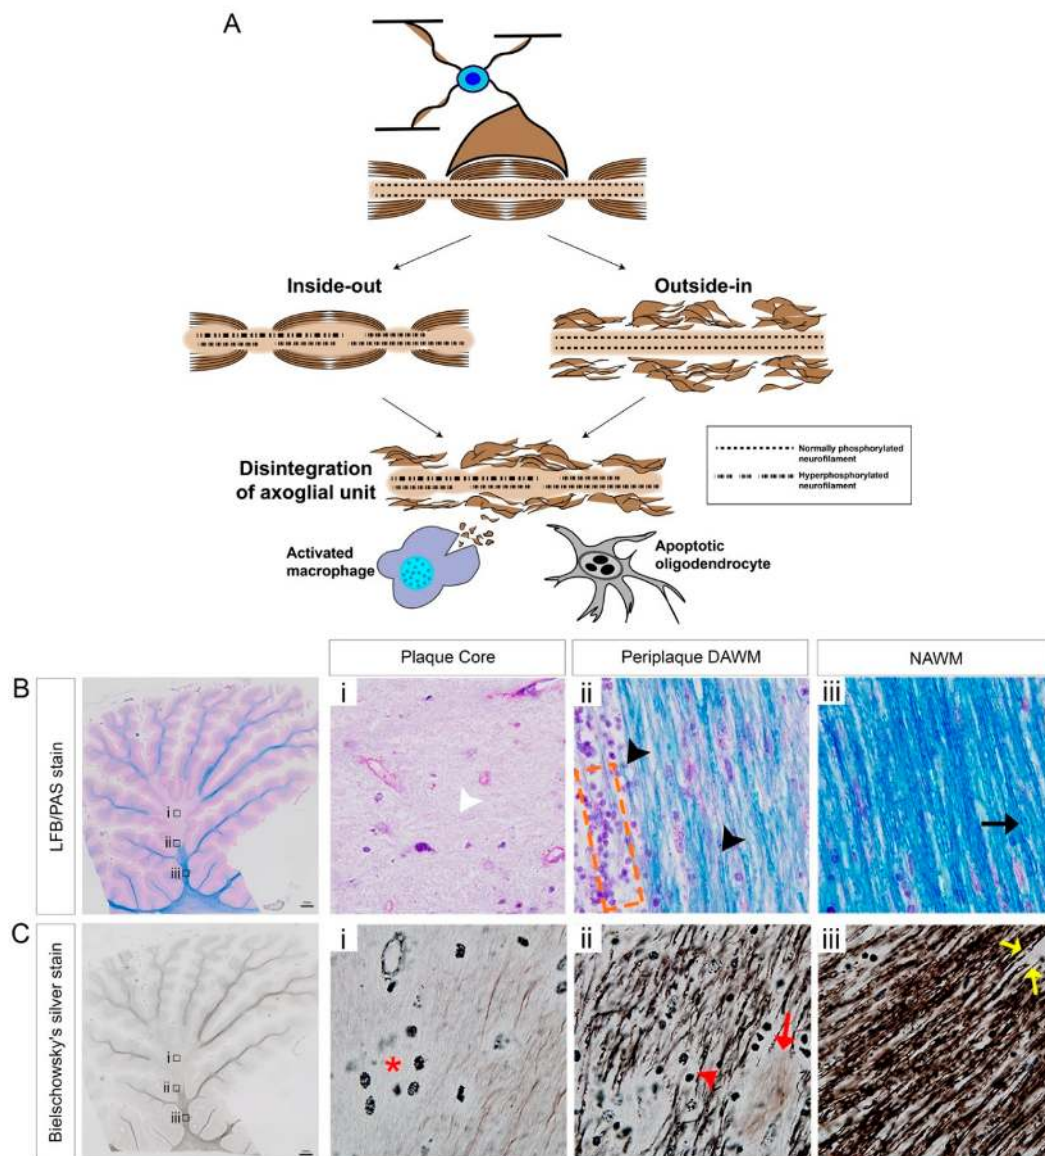 A
Inside-out
Outside-in
Disintegration
of axoglial unit
Normally phosphorylated
neurofilament
Hyperphosphorylated
neurofilament
Activated
macrophage
Apoptotic
oligodendrocyte
Plaque Core
Periplaque DAWM
NAWM
B
LFB/PAS stain
i
ii
iii
i
ii
iii
C
Bielschowsky's silver stain
i
ii
iii
i
ii
*
iii